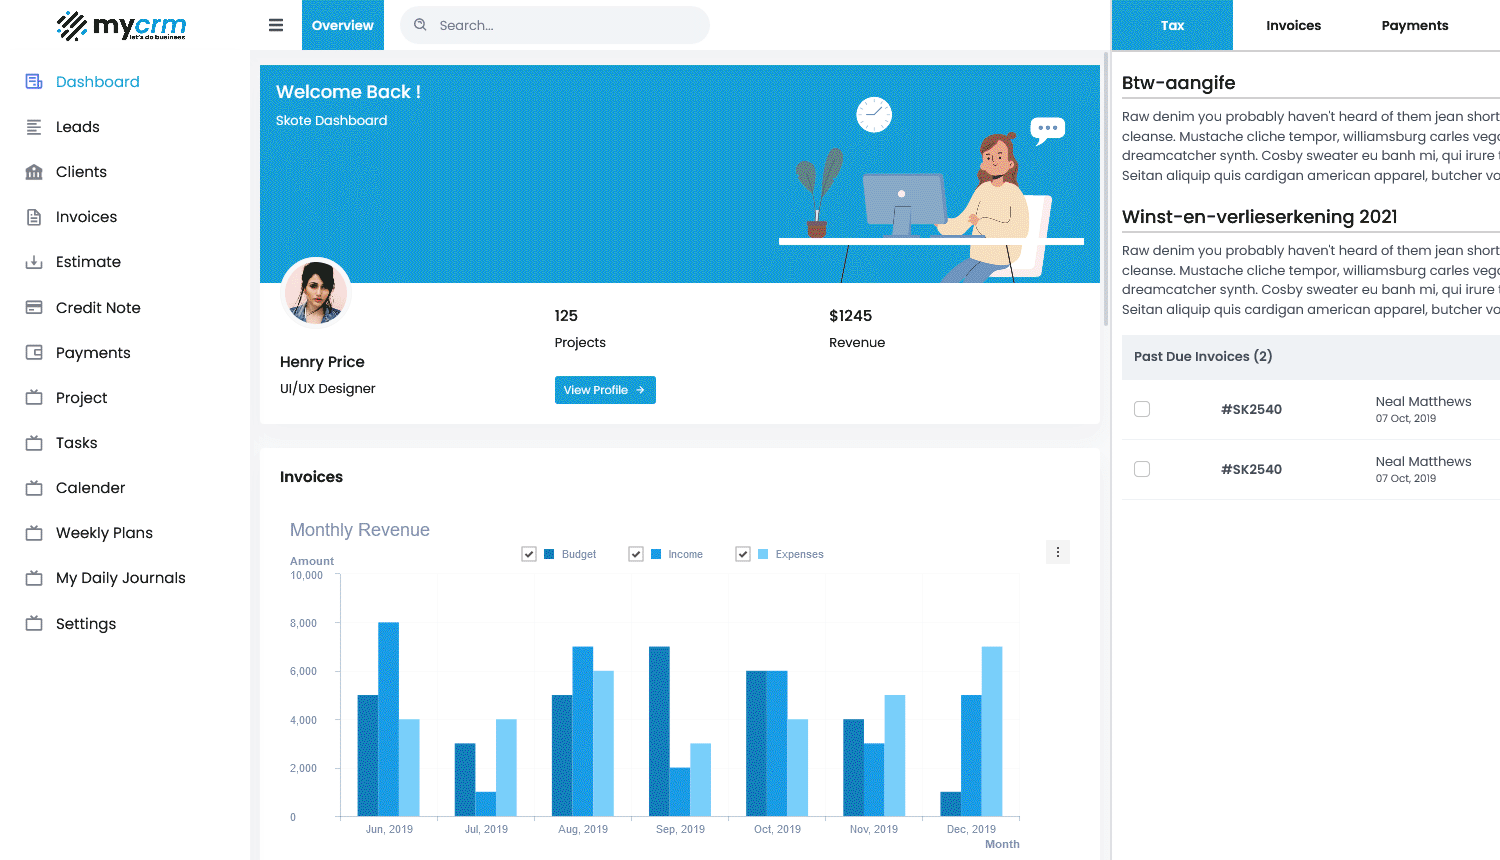 mycrm
let's do business
Dashboard
Leads
Clients
Invoices
Estimate
Credit Note
Payments
Project
Tasks
Calender
Weekly Plans
My Daily Journals
Settings
Overview
Search...
Welcome Back !
Skote Dashboard
Henry Price
UI/UX Designer
125
Projects
View Profile →
$1245
Revenue
Invoices
Monthly Revenue
Budget
Income
Expenses
Amount
10,000
8,000
6,000
4,000
2,000
0
Jun, 2019
Jul, 2019
Aug, 2019
Sep, 2019
Oct, 2019
Nov, 2019
Dec, 2019
Month
Tax
Invoices
Payments
Btw-aangife
Raw denim you probably haven't heard of them jean short
cleanse. Mustache cliche tempor, williamsburg carles vega
dreamcatcher synth. Cosby sweater eu banh mi, qui irure t
Seitan aliquip quis cardigan american apparel, butcher vo
Winst-en-verlieserkening 2021
Raw denim you probably haven't heard of them jean short
cleanse. Mustache cliche tempor, williamsburg carles vega
dreamcatcher synth. Cosby sweater eu banh mi, qui irure t
Seitan aliquip quis cardigan american apparel, butcher vo
Past Due Invoices (2)
#SK2540
Neal Matthews
07 Oct, 2019
#SK2540
Neal Matthews
07 Oct, 2019